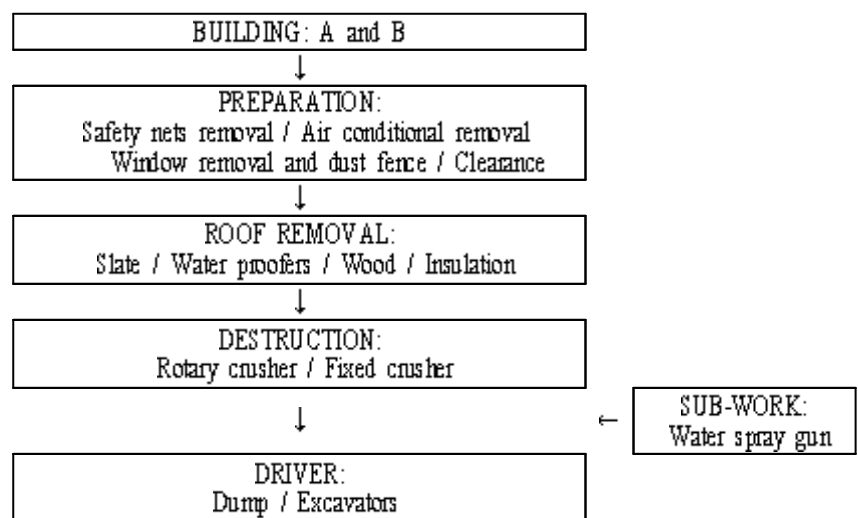 BUILDING: A and B
↓
PREPARATION:
Safety nets removal / Air conditional removal
Window removal and dust fence / Clearance
↓
ROOF REMOVAL:
Slate / Water proofers / Wood / Insulation
↓
DESTRUCTION:
Rotary crusher / Fixed crusher
↓
←
SUB-WORK:
Water spray gun
DRIVER:
Dump / Excavators